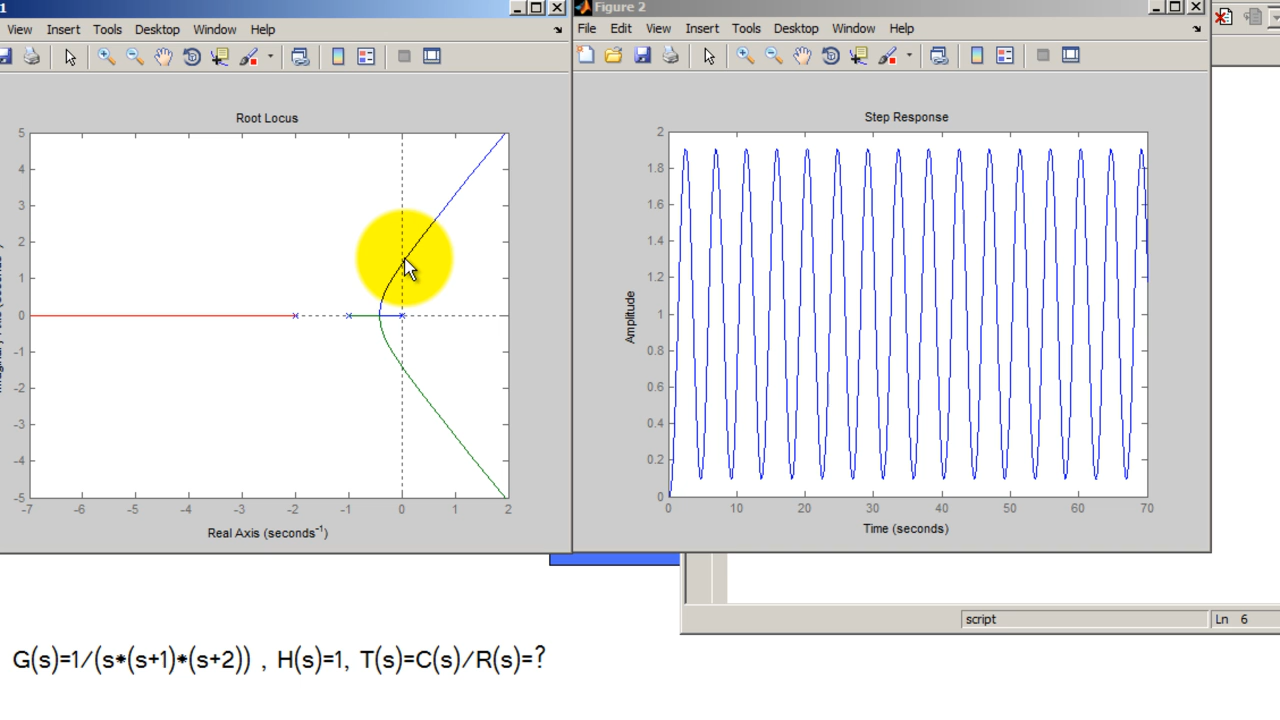 1
View Insert Tools Desktop Window Help
Root Locus
5
4
3
2
1
0
-1
-2
-3
-4
-5
-7 -6 -5 -4 -3 -2 -1 0 1 2
Real Axis (seconds⁻¹)
Figure 2
File Edit View Insert Tools Desktop Window Help
Step Response
2
1.8
1.6
1.4
1.2
1
0.8
0.6
0.4
0.2
0
Amplitude
0 10 20 30 40 50 60 70
Time (seconds)
script Ln 6
G(s)=1/(s*(s+1)*(s+2)) , H(s)=1, T(s)=C(s)/R(s)=?